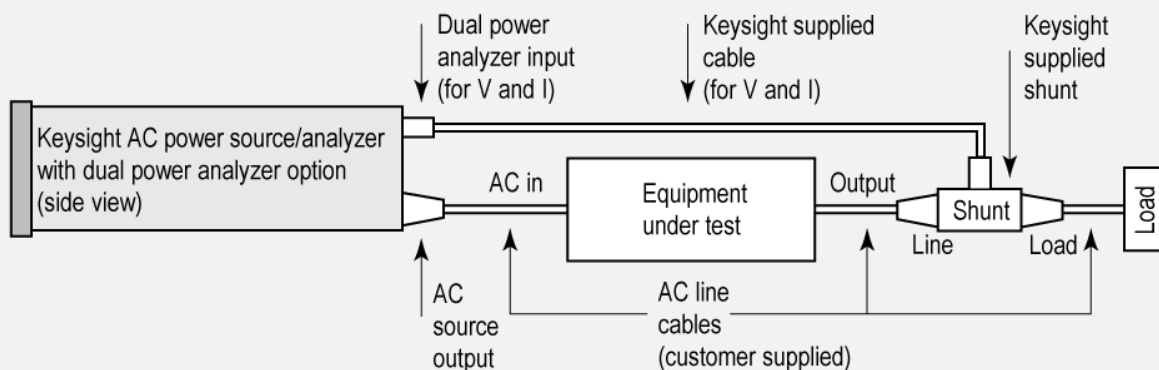 Dual power
analyzer input
(for V and I)
Keysight supplied
cable
(for V and I)
Keysight
supplied
shunt
Keysight AC power source/analyzer
with dual power analyzer option
(side view)
AC in
Equipment
under test
Output
Shunt
Line
Load
Load
AC
source
output
AC line
cables
(customer supplied)